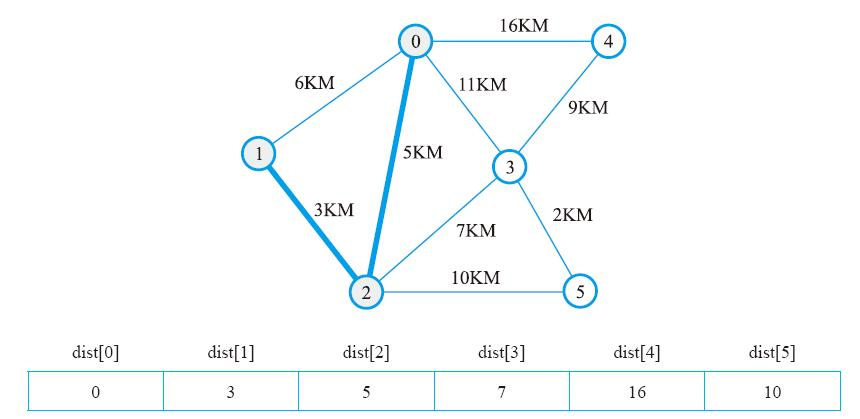 16KM
0
4
6KM
11KM
9KM
1
5KM
3
3KM
2KM
7KM
10KM
2
5
dist[0] dist[1] dist[2] dist[3] dist[4] dist[5]
0 3 5 7 16 10